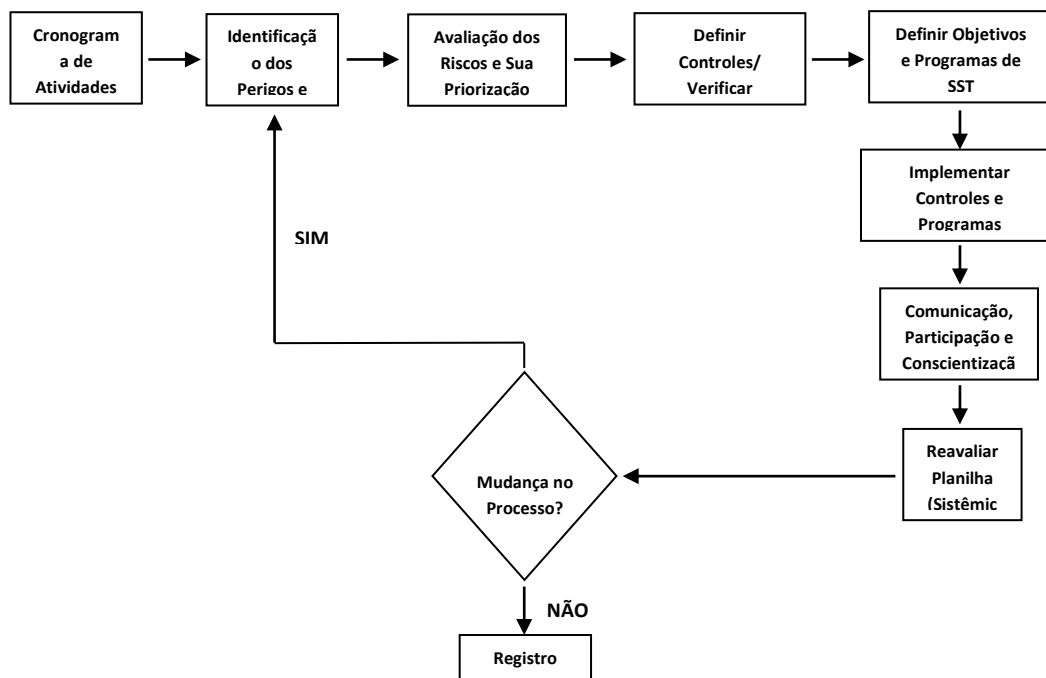 Cronogram
a de
Atividades
Identificaçã
o dos
Perigos e
Avaliação dos
Riscos e Sua
Priorização
Definir
Controles/
Verificar
Definir Objetivos
e Programas de
SST
Implementar
Controles e
Programas
SIM
Comunicação,
Participação e
Conscientizaçã
Reavaliar
Planilha
(Sistêmic
Mudança no
Processo?
NÃO
Registro